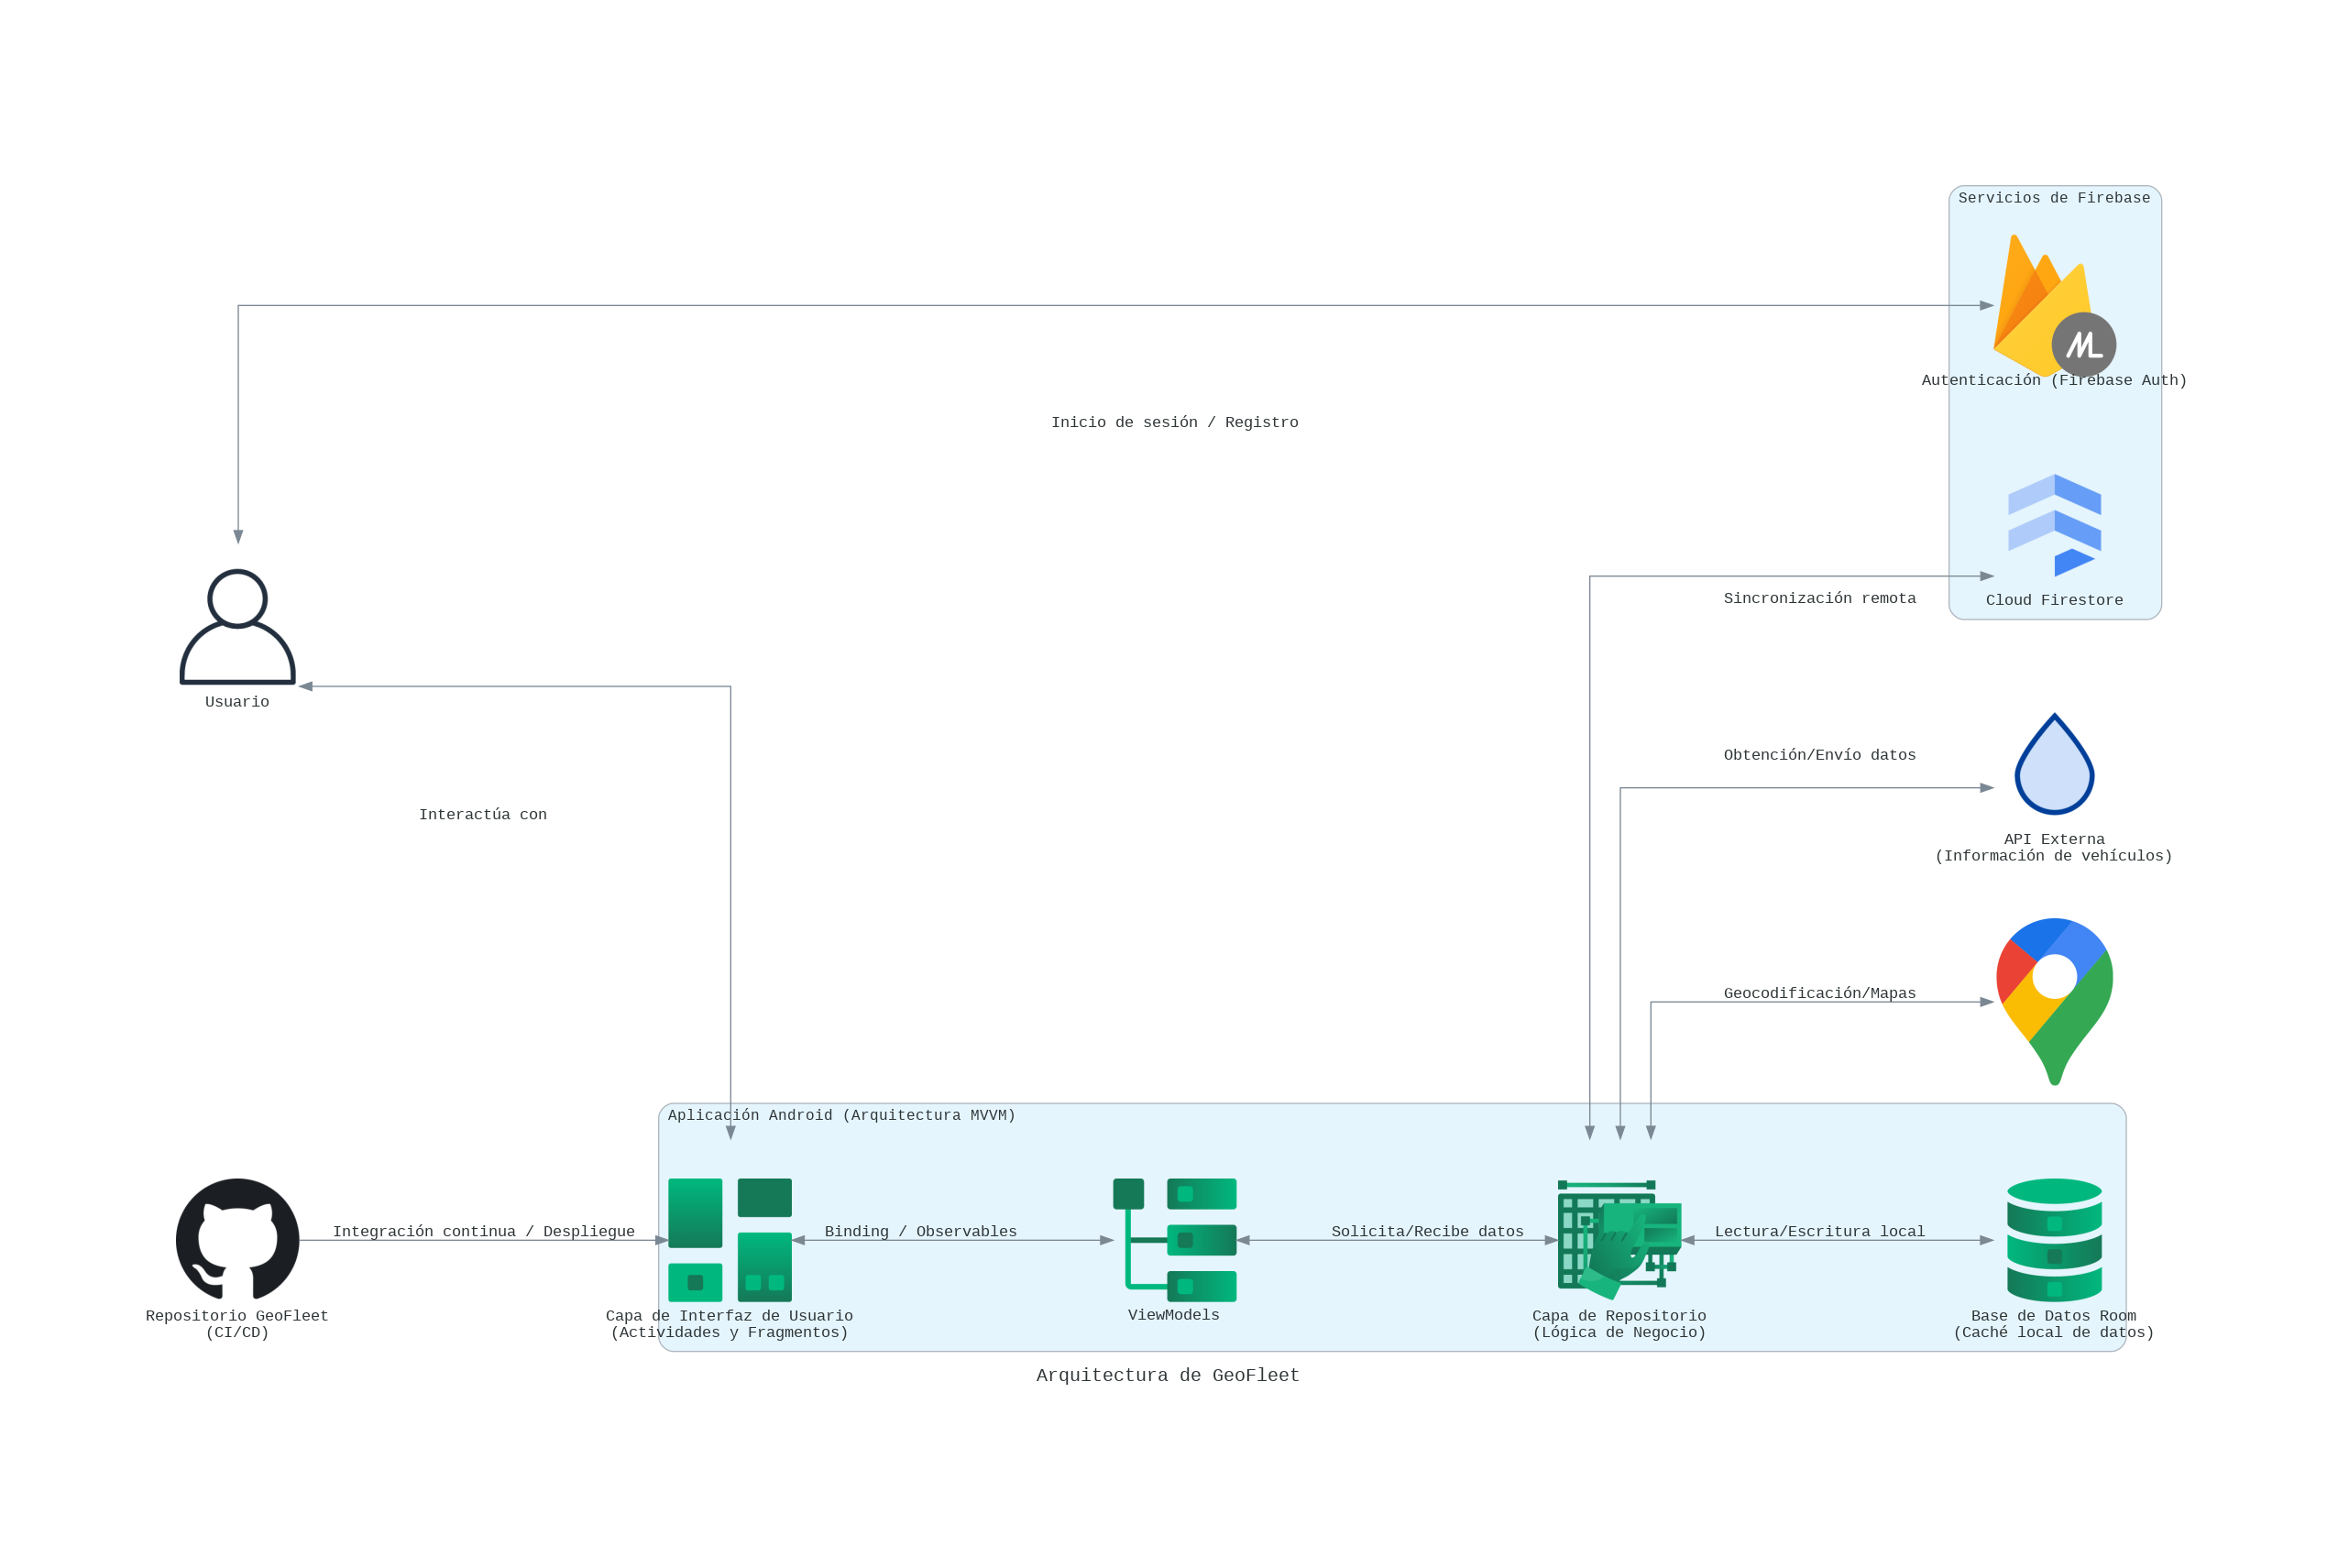 Servicios de Firebase
Autenticación (Firebase Auth)
Inicio de sesión / Registro
Cloud Firestore
Sincronización remota
Usuario
Obtención/Envío datos
Interactúa con
API Externa
(Información de vehículos)
Geocodificación/Mapas
Aplicación Android (Arquitectura MVVM)
Integración continua / Despliegue
Binding / Observables
Solicita/Recibe datos
Lectura/Escritura local
Repositorio GeoFleet
(CI/CD)
Capa de Interfaz de Usuario
(Actividades y Fragmentos)
ViewModels
Capa de Repositorio
(Lógica de Negocio)
Base de Datos Room
(Caché local de datos)
Arquitectura de GeoFleet